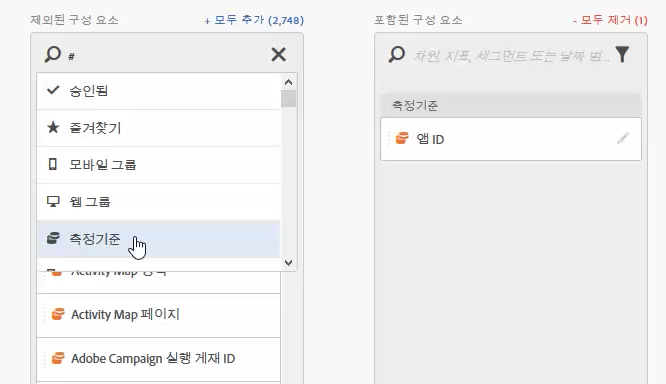 제외된 구성 요소
+ 모두 추가 (2,748)
#
승인됨
즐겨찾기
모바일 그룹
웹 그룹
측정기준
Activity Map
Activity Map 페이지
Adobe Campaign 실행 게재 ID
포함된 구성 요소
- 모두 제거 (1)
차원, 지표, 세그먼트 또는 날짜 범...
측정기준
앱 ID